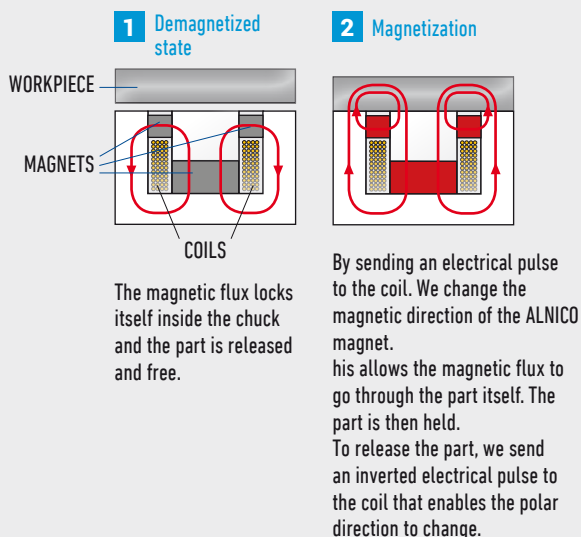 1 Demagnetized
state
2 Magnetization
WORKPIECE
MAGNETS
COILS
The magnetic flux locks
itself inside the chuck
and the part is released
and free.
By sending an electrical pulse
to the coil. We change the
magnetic direction of the ALNICO
magnet.
his allows the magnetic flux to
go through the part itself. The
part is then held.
To release the part, we send
an inverted electrical pulse to
the coil that enables the polar
direction to change.